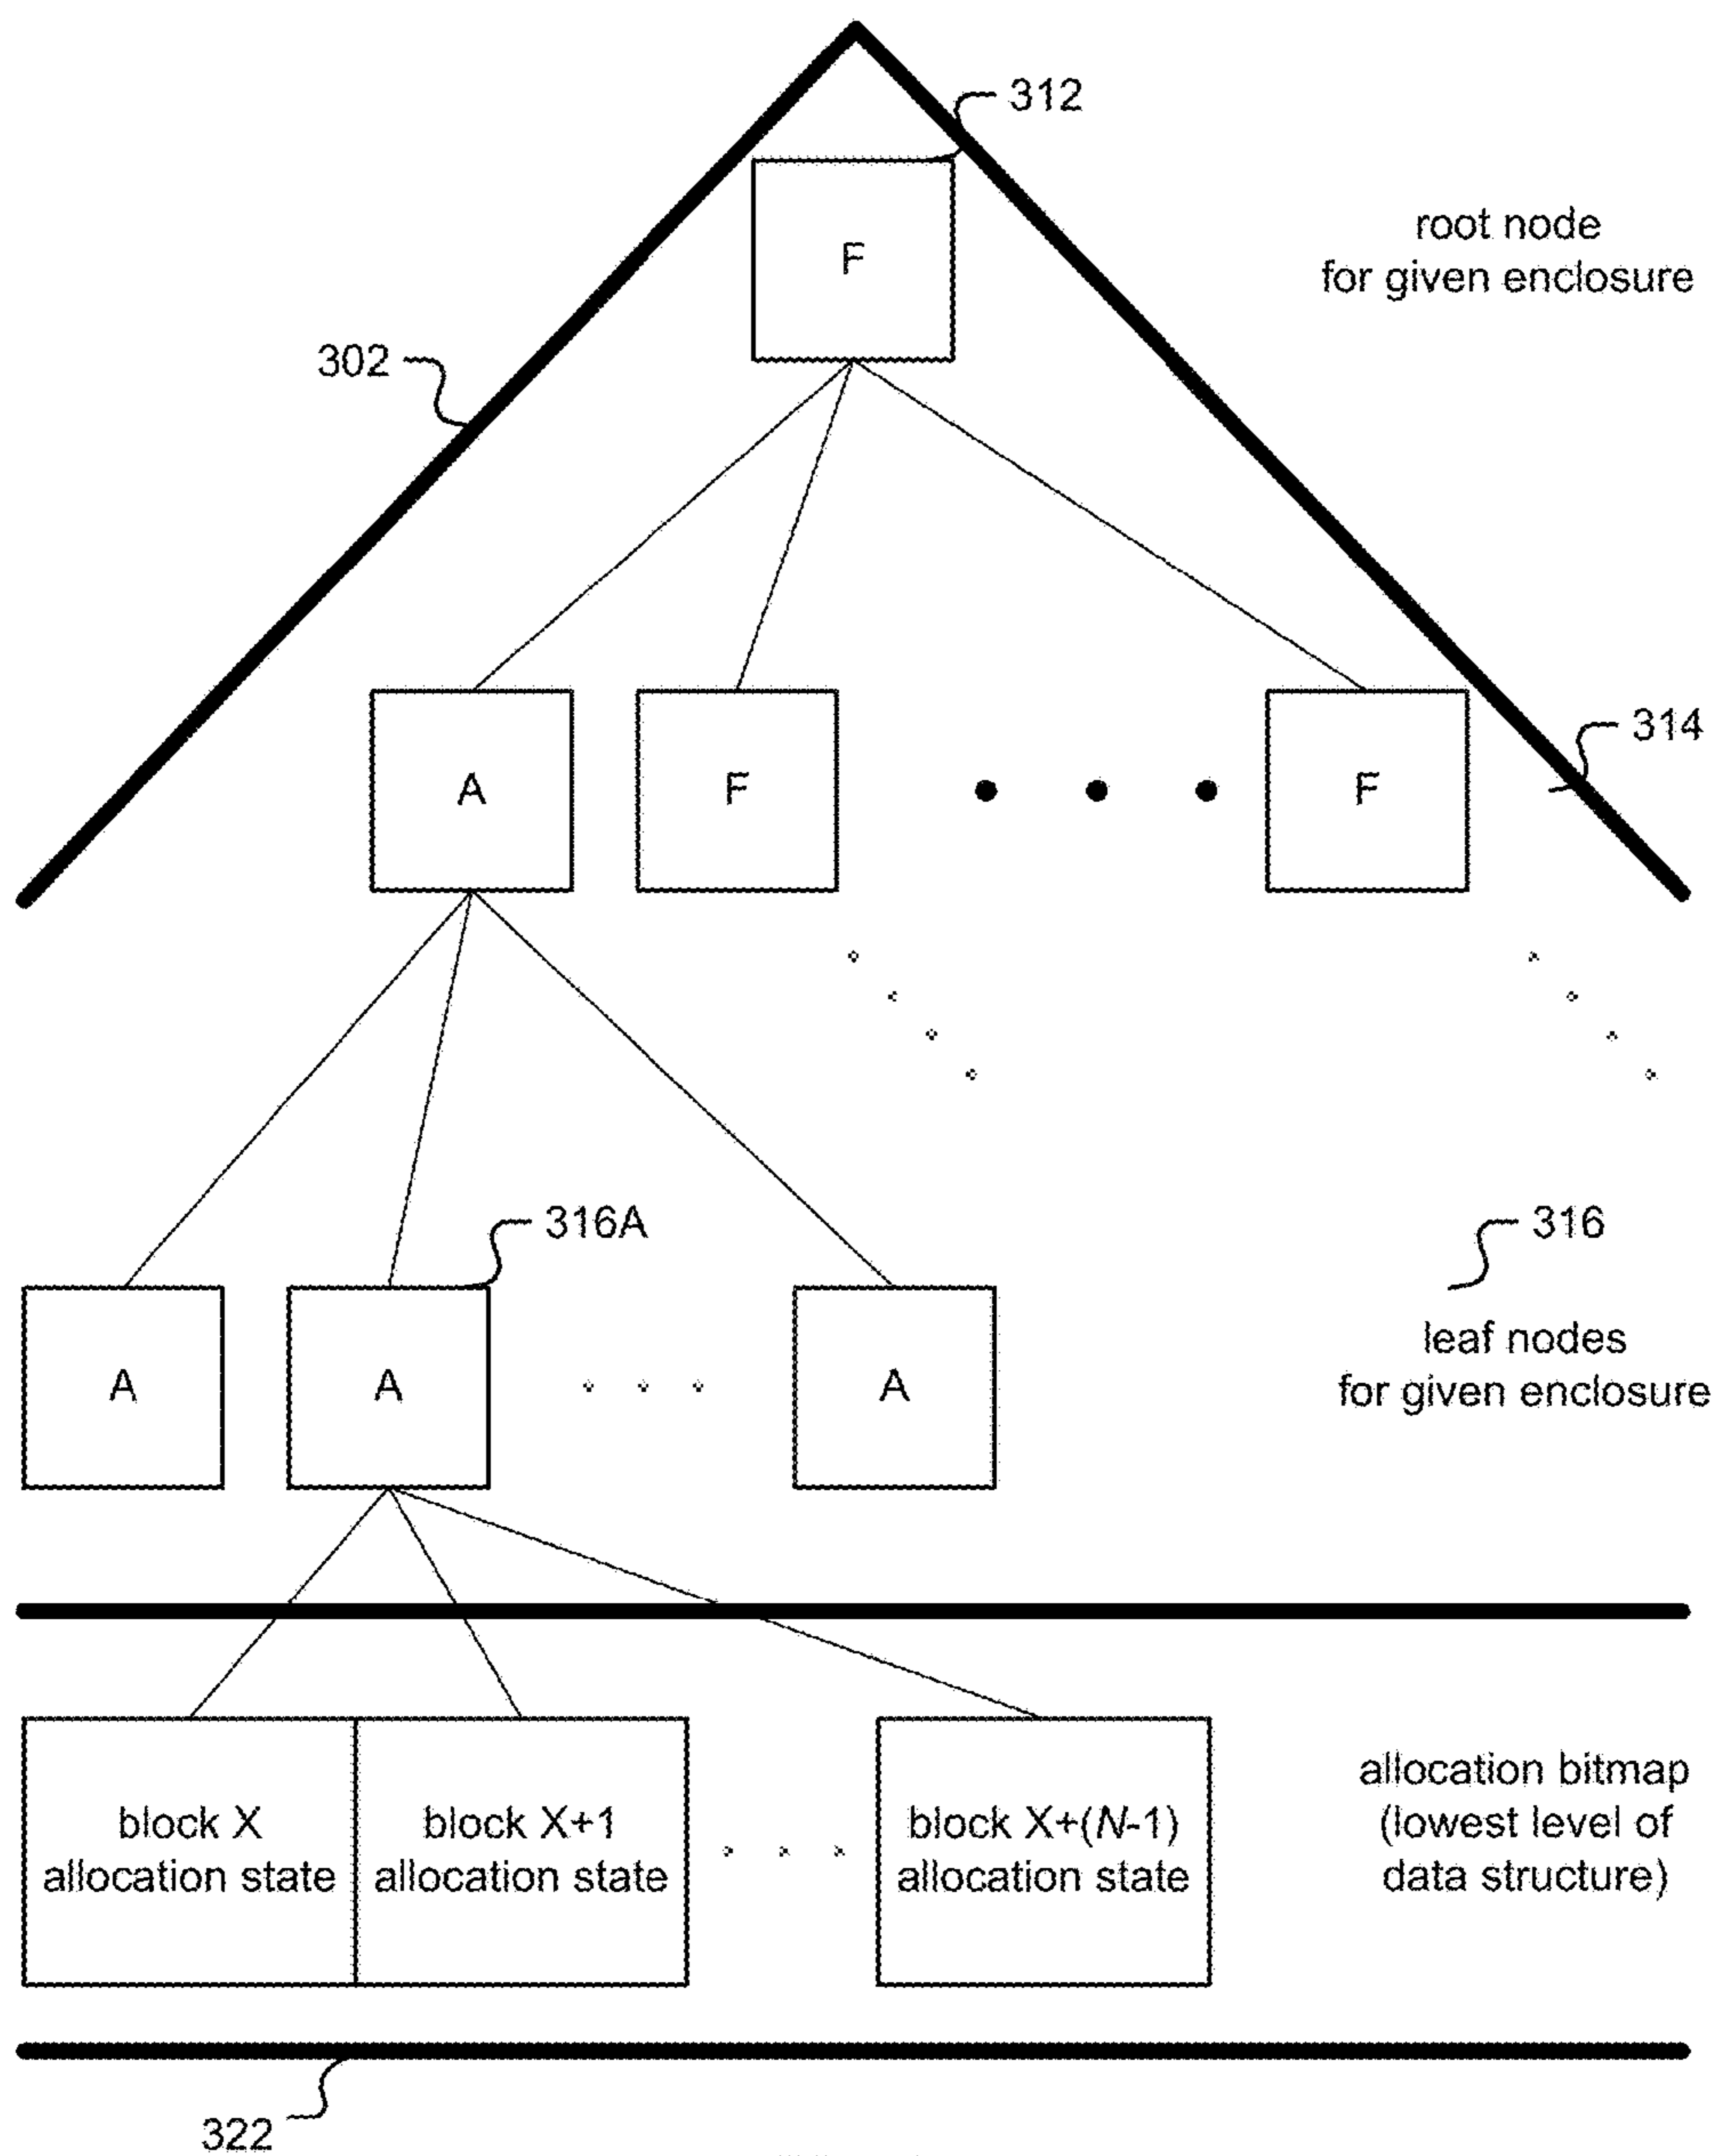 312
F
root node
for given enclosure
302
A
F
F
314
316A
316
A
A
A
leaf nodes
for given enclosure
block X
allocation state
block X+1
allocation state
block X+(N-1)
allocation state
allocation bitmap
(lowest level of
data structure)
322